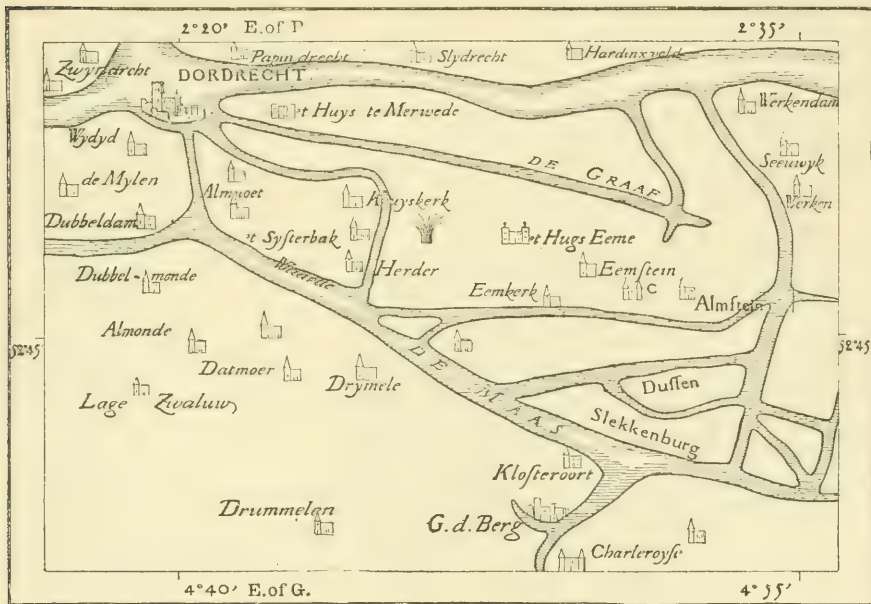 2°20' E.of P
2°35'
Papindrecht
Slydrecht
Hardinxveld
Zwyndrecht
DORDRECHT.
't Huys te Merwede
Werkendam
Wydyd
DE GRAAF
Seeuwyk
de Mylen
Almvoet
Kruyskerk
Werken
Dubbeldam
't Systerbak
't Hugs Eeme
Dubbel-monde
Herder
Eemstein
C
Eemkerk
Almstein
Almonde
52°45'
52°45'
Datmoer
Drymele
DE MAAS
Dussen
Lage Zwaluw
Slekkenburg
Klosteroort
Drummelen
G.d.Berg
Charleroyse
4°40' E.of G.
4°55'